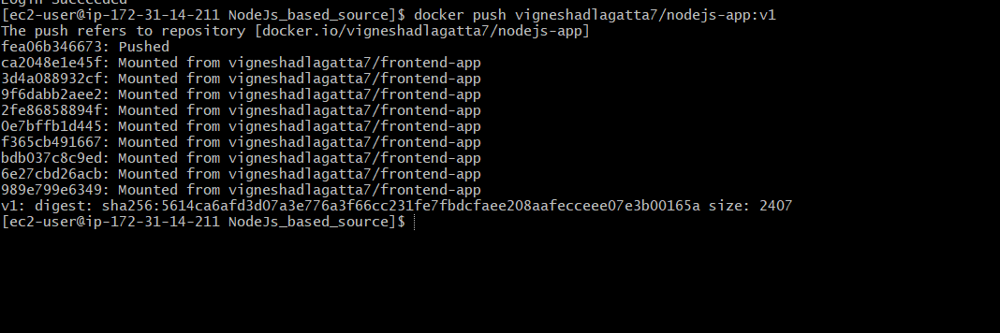 Login Succeeded
[ec2-user@ip-172-31-14-211 NodeJs_based_source]$ docker push vigneshadlagatta7/nodejs-app:v1
The push refers to repository [docker.io/vigneshadlagatta7/nodejs-app]
fea06b346673: Pushed
ca2048e1e45f: Mounted from vigneshadlagatta7/frontend-app
3d4a088932cf: Mounted from vigneshadlagatta7/frontend-app
9f6dabb2aee2: Mounted from vigneshadlagatta7/frontend-app
2fe86858894f: Mounted from vigneshadlagatta7/frontend-app
0e7bffb1d445: Mounted from vigneshadlagatta7/frontend-app
f365cb491667: Mounted from vigneshadlagatta7/frontend-app
bdb037c8c9ed: Mounted from vigneshadlagatta7/frontend-app
6e27cbd26acb: Mounted from vigneshadlagatta7/frontend-app
989e799e6349: Mounted from vigneshadlagatta7/frontend-app
v1: digest: sha256:5614ca6afd3d07a3e776a3f66cc231fe7fbdcfaee208aafecceee07e3b00165a size: 2407
[ec2-user@ip-172-31-14-211 NodeJs_based_source]$